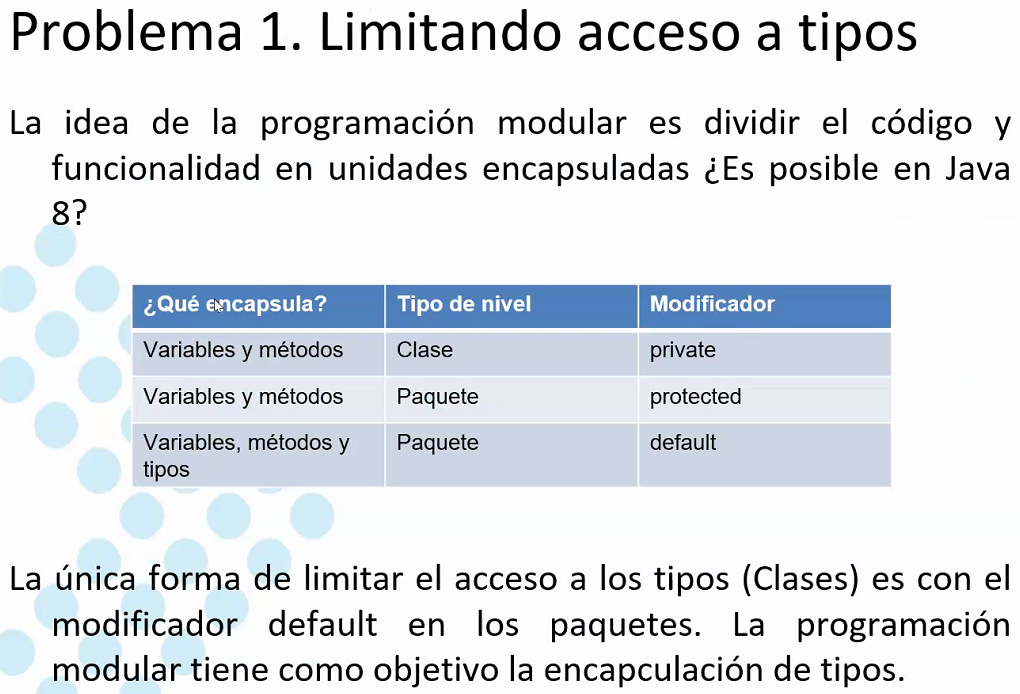 Problema 1. Limitando acceso a tipos
La idea de la programación modular es dividir el código y
funcionalidad en unidades encapsuladas ¿Es posible en Java
8?
¿Qué encapsula? Tipo de nivel Modificador
Variables y métodos Clase private
Variables y métodos Paquete protected
Variables, métodos y Paquete default
tipos
La única forma de limitar el acceso a los tipos (Clases) es con el
modificador default en los paquetes. La programación
modular tiene como objetivo la encapculación de tipos.